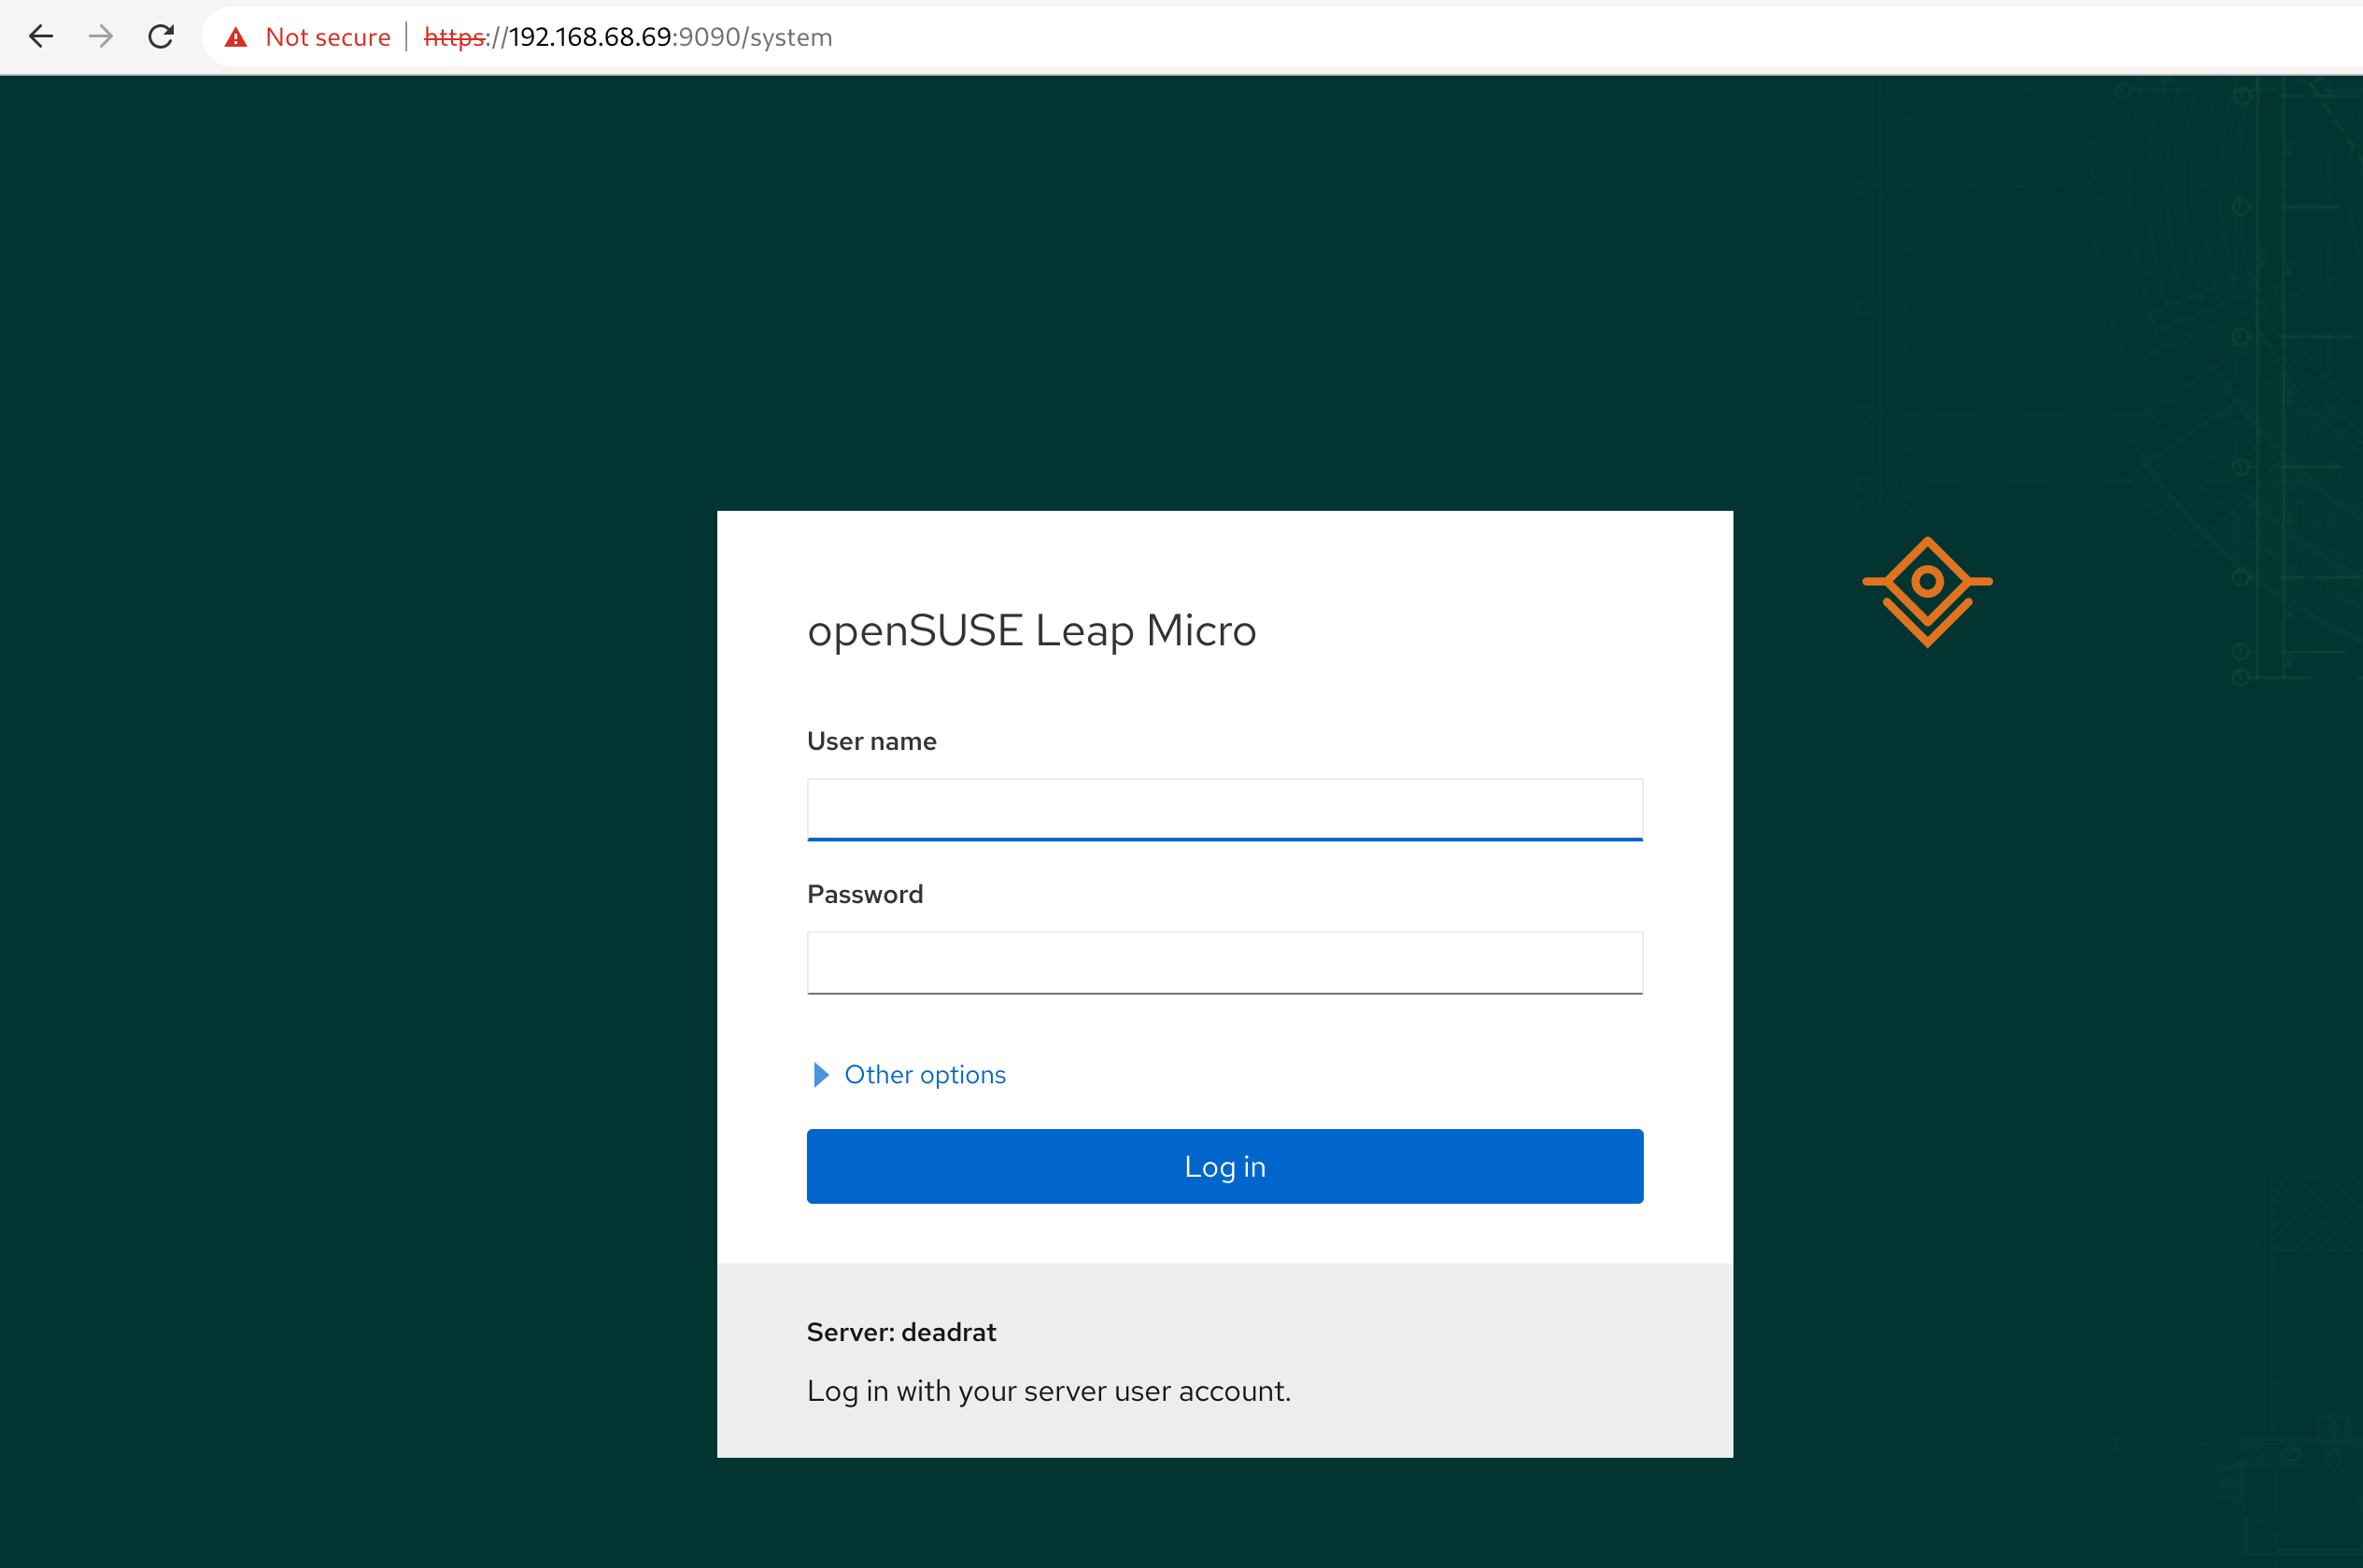 Not secure https://192.168.68.69:9090/system
openSUSE Leap Micro
User name
Password
Other options
Log in
Server: deadrat
Log in with your server user account.